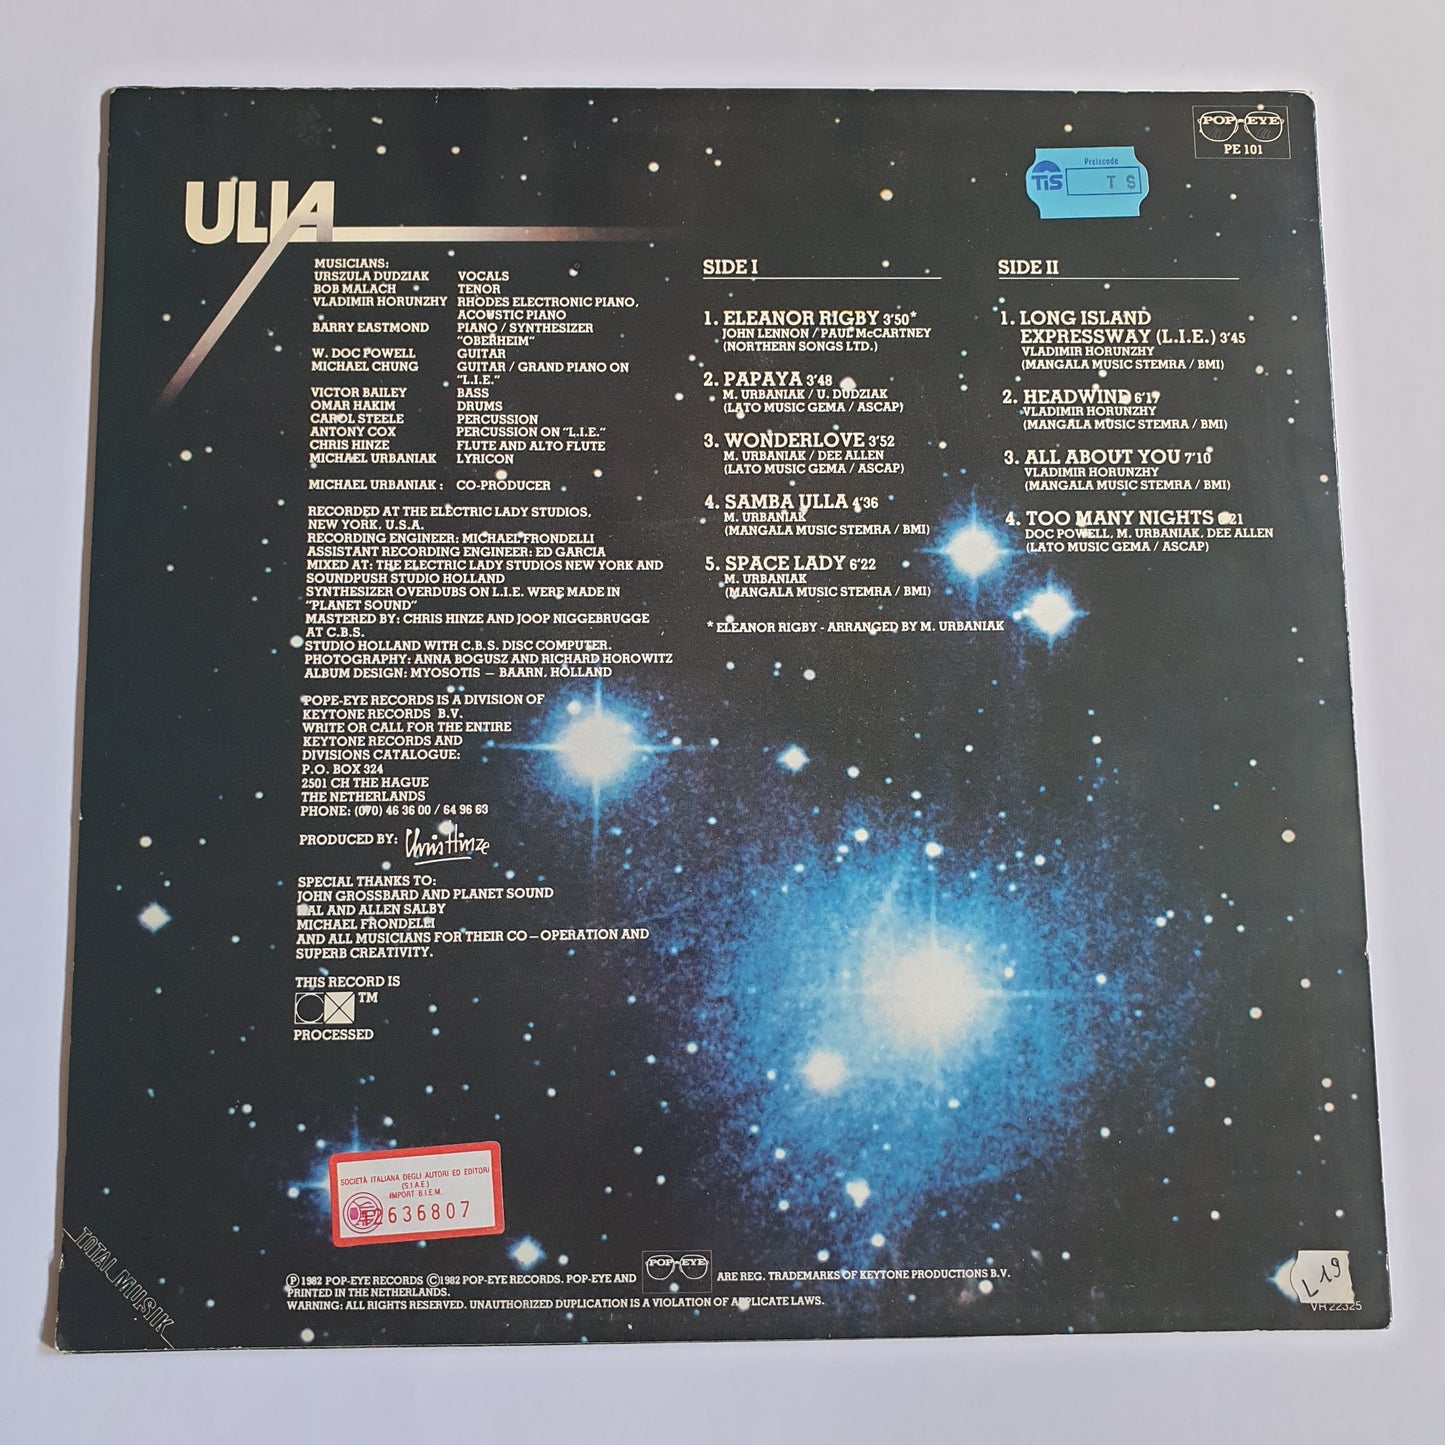 POP-EYE
PE 101
Preiscode
TIS
T S
ULLA
MUSICIANS:
URSZULA DUDZIAK VOCALS
BOB MALACH TENOR
VLADIMIR HORUNZHY RHODES ELECTRONIC PIANO,
ACOUSTIC PIANO
BARRY EASTMOND PIANO / SYNTHESIZER
"OBERHEIM"
W. DOC POWELL GUITAR
MICHAEL CHUNG GUITAR / GRAND PIANO ON
"L.I.E."
VICTOR BAILEY BASS
OMAR HAKIM DRUMS
CAROL STEELE PERCUSSION
ANTONY COX PERCUSSION ON "L.I.E."
CHRIS HINZE FLUTE AND ALTO FLUTE
MICHAEL URBANIAK LYRICON
MICHAEL URBANIAK : CO-PRODUCER
RECORDED AT THE ELECTRIC LADY STUDIOS,
NEW YORK, U.S.A.
RECORDING ENGINEER: MICHAEL FRONDELLI
ASSISTANT RECORDING ENGINEER: ED GARCIA
MIXED AT: THE ELECTRIC LADY STUDIOS NEW YORK AND
SOUNDPUSH STUDIO HOLLAND
SYNTHESIZER OVERDUBS ON L.I.E. WERE MADE IN
"PLANET SOUND"
MASTERED BY: CHRIS HINZE AND JOOP NIGGEBRUGGE
AT C.B.S.
STUDIO HOLLAND WITH C.B.S. DISC COMPUTER.
PHOTOGRAPHY: ANNA BOGUSZ AND RICHARD HOROWITZ
ALBUM DESIGN: MYOSOTIS – BAARN, HOLLAND
POPE-EYE RECORDS IS A DIVISION OF
KEYTONE RECORDS B.V.
WRITE OR CALL FOR THE ENTIRE
KEYTONE RECORDS AND
DIVISIONS CATALOGUE:
P.O. BOX 324
2501 CH THE HAGUE
THE NETHERLANDS
PHONE: (070) 46 36 00 / 64 96 63
PRODUCED BY: Chris Hinze
SPECIAL THANKS TO:
JOHN GROSSBARD AND PLANET SOUND
AND ALLEN SALBY
MICHAEL FRONDELLI
AND ALL MUSICIANS FOR THEIR CO – OPERATION AND
SUPERB CREATIVITY.
THIS RECORD IS
TM
PROCESSED
SIDE I
1. ELEANOR RIGBY 3'50*
JOHN LENNON / PAUL McCARTNEY
(NORTHERN SONGS LTD.)
2. PAPAYA 3'48
M. URBANIAK / U. DUDZIAK
(LATO MUSIC GEMA / ASCAP)
3. WONDERLOVE 3'52
M. URBANIAK / DEE ALLEN
(LATO MUSIC GEMA / ASCAP)
4. SAMBA ULLA 4'36
M. URBANIAK
(MANGALA MUSIC STEMRA / BMI)
5. SPACE LADY 6'22
M. URBANIAK
(MANGALA MUSIC STEMRA / BMI)
* ELEANOR RIGBY - ARRANGED BY M. URBANIAK
SIDE II
1. LONG ISLAND
EXPRESSWAY (L.I.E.) 3'45
VLADIMIR HORUNZHY
(MANGALA MUSIC STEMRA / BMI)
2. HEADWIND 6'17
VLADIMIR HORUNZHY
(MANGALA MUSIC STEMRA / BMI)
3. ALL ABOUT YOU 7'10
VLADIMIR HORUNZHY
(MANGALA MUSIC STEMRA / BMI)
4. TOO MANY NIGHTS
DOC POWELL, M. URBANIAK, DEE ALLEN
(LATO MUSIC GEMA / ASCAP)
SOCIETÀ ITALIANA DEGLI AUTORI ED EDITORI
(S.I.A.E.)
IMPORT B.I.E.M.
2636807
TOTAL MUSIK
Ⓟ 1982 POP-EYE RECORDS ©1982 POP-EYE RECORDS. POP-EYE AND POP-EYE ARE REG. TRADEMARKS OF KEYTONE PRODUCTIONS B.V.
PRINTED IN THE NETHERLANDS.
WARNING: ALL RIGHTS RESERVED. UNAUTHORIZED DUPLICATION IS A VIOLATION OF APPLICATE LAWS.
L 19
VR 22325